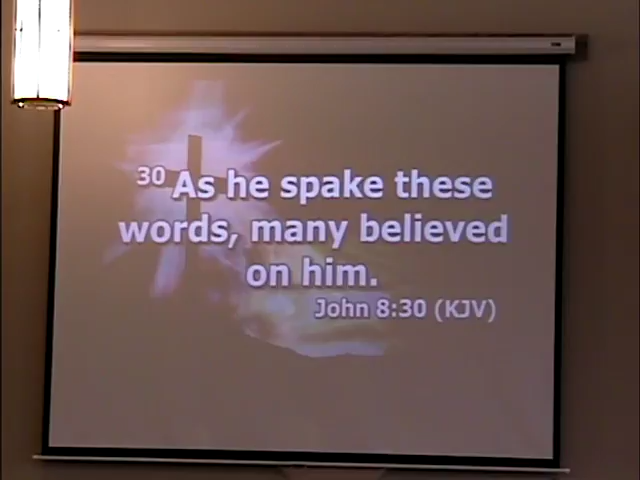 30 As he spake these
words, many believed
on him.
John 8:30 (KJV)